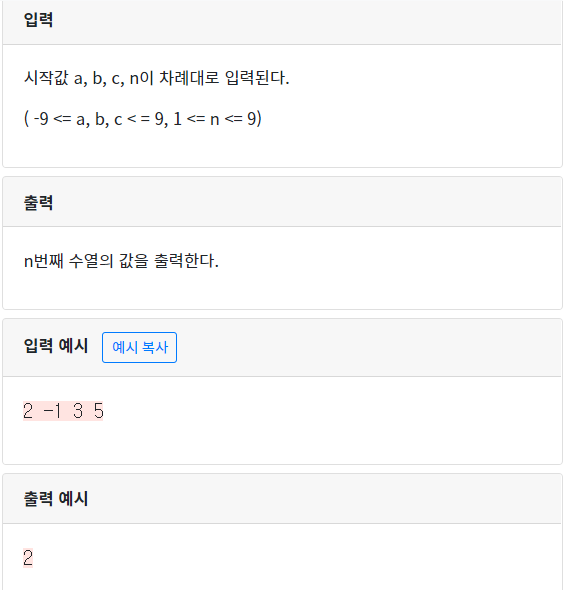 입력
시작값 a, b, c, n이 차례대로 입력된다.
( -9 <= a, b, c < = 9, 1 <= n <= 9)
출력
n번째 수열의 값을 출력한다.
입력 예시 예시 복사
2 -1 3 5
출력 예시
2